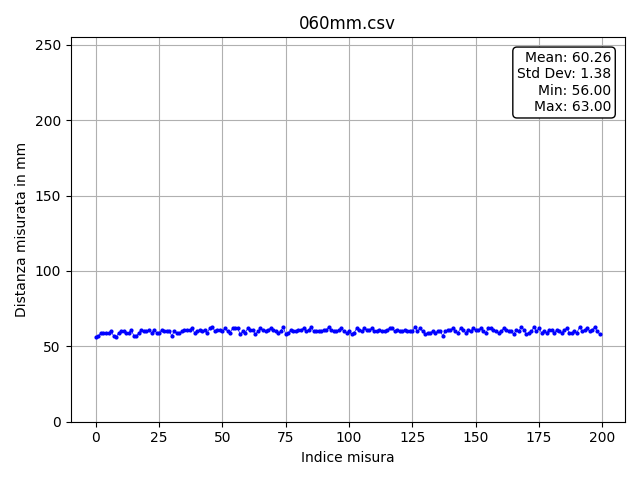 060mm.csv
Mean: 60.26
Std Dev: 1.38
Min: 56.00
Max: 63.00
Distanza misurata in mm
250
200
150
100
50
0
0 25 50 75 100 125 150 175 200
Indice misura